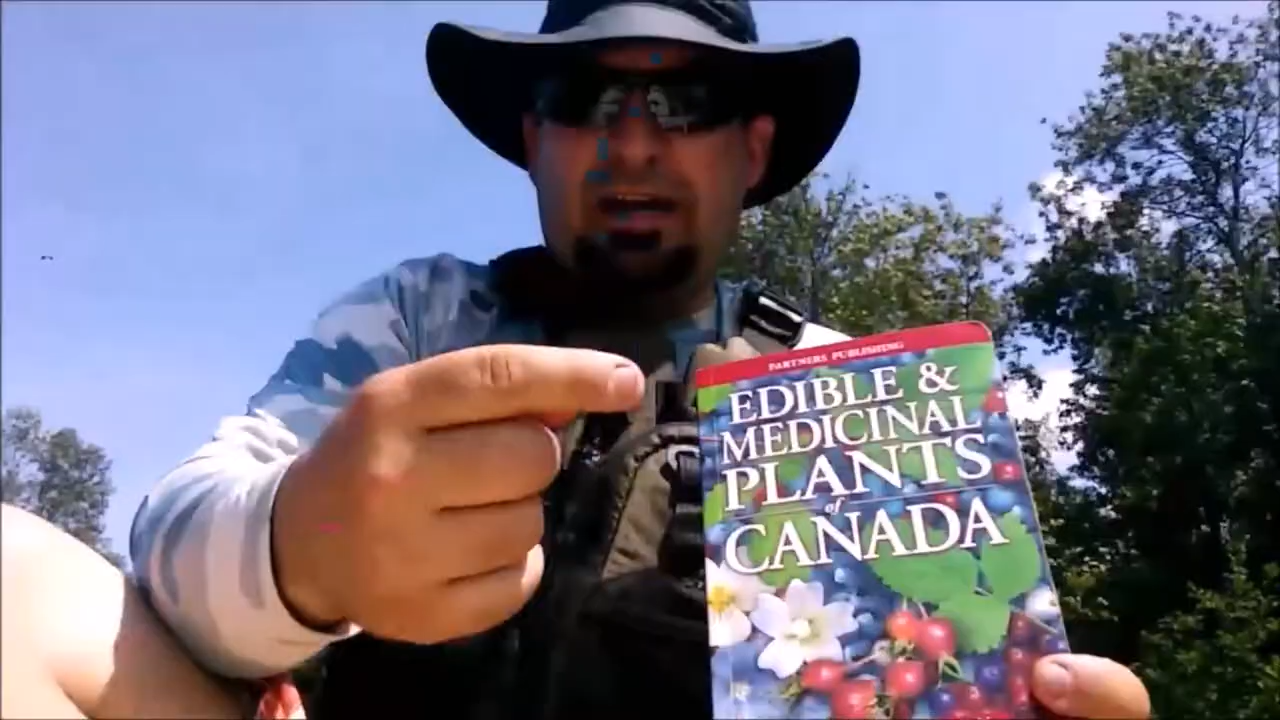 PARTNERS PUBLISHING
EDIBLE &
MEDICINAL
PLANTS
of
CANADA